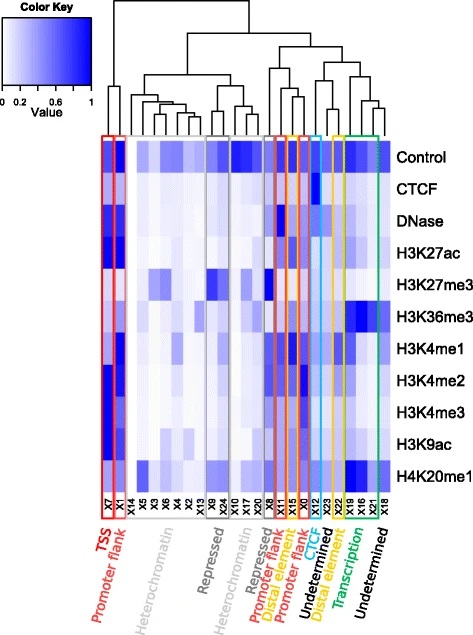 Color Key
0 0.2 0.6 1
Value
Control
CTCF
DNase
H3K27ac
H3K27me3
H3K36me3
H3K4me1
H3K4me2
H3K4me3
H3K9ac
H4K20me1
X7 X1 X14 X5 X3 X6 X4 X2 X13 X9 X24 X10 X17 X20 X8 X11 X15 X0 X12 X23 X22 X19 X16 X21 X18
TSS
Promoter flank
Heterochromatin
Repressed
Heterochromatin
Repressed
Promoter flank
Distal element
Promoter flank
CTCF
Undetermined
Distal element
Transcription
Undetermined